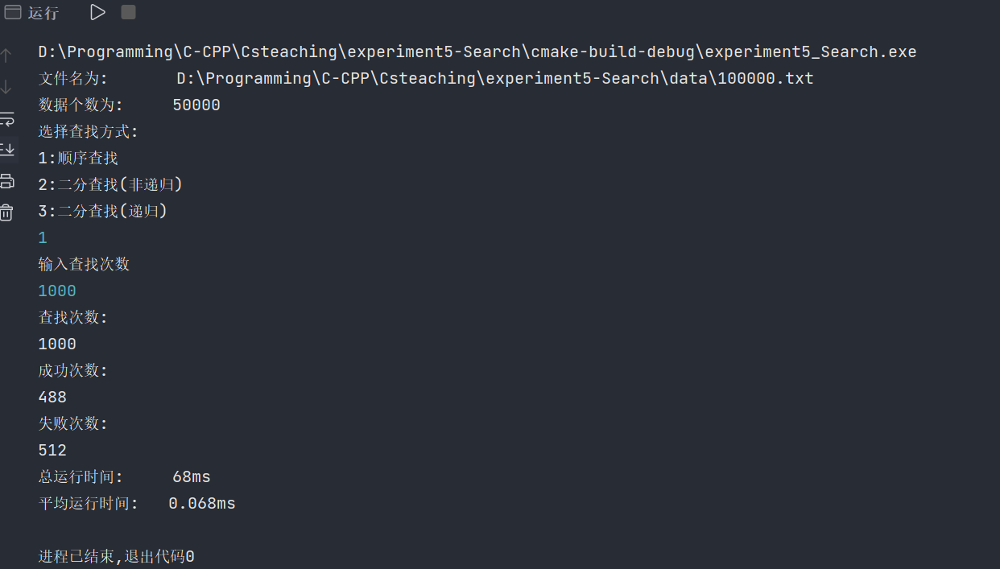 运行
D:\Programming\C-CPP\Csteaching\experiment5-Search\cmake-build-debug\experiment5_Search.exe
文件名为: D:\Programming\C-CPP\Csteaching\experiment5-Search\data\100000.txt
数据个数为: 50000
选择查找方式:
1:顺序查找
2:二分查找(非递归)
3:二分查找(递归)
1
输入查找次数
1000
查找次数:
1000
成功次数:
488
失败次数:
512
总运行时间: 68ms
平均运行时间: 0.068ms
进程已结束,退出代码0